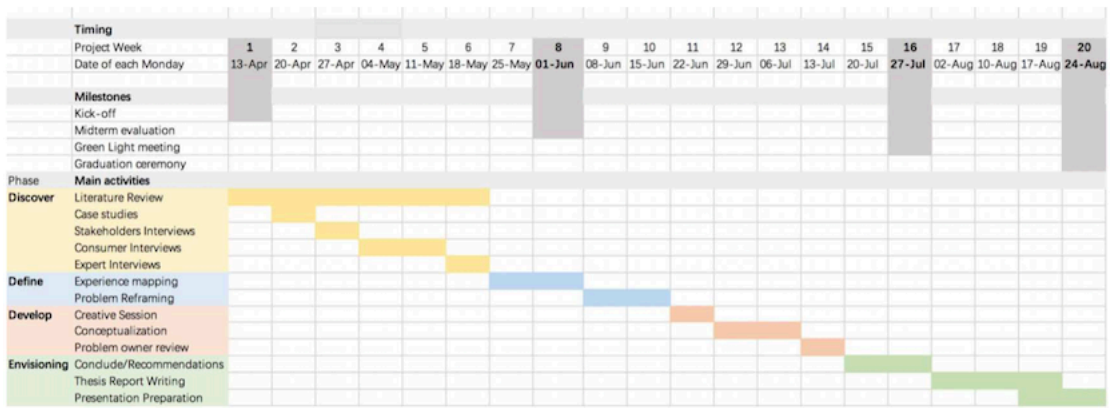 Timing
Project Week 1 2 3 4 5 6 7 8 9 10 11 12 13 14 15 16 17 18 19 20
Date of each Monday 13-Apr 20-Apr 27-Apr 04-May 11-May 18-May 25-May 01-Jun 08-Jun 15-Jun 22-Jun 29-Jun 06-Jul 13-Jul 20-Jul 27-Jul 02-Aug 10-Aug 17-Aug 24-Aug
Milestones
Kick-off
Midterm evaluation
Green Light meeting
Graduation ceremony
Phase Main activities
Discover Literature Review
Case studies
Stakeholders Interviews
Consumer Interviews
Expert Interviews
Define Experience mapping
Problem Reframing
Develop Creative Session
Conceptualization
Problem owner review
Envisioning Conclude/Recommendations
Thesis Report Writing
Presentation Preparation